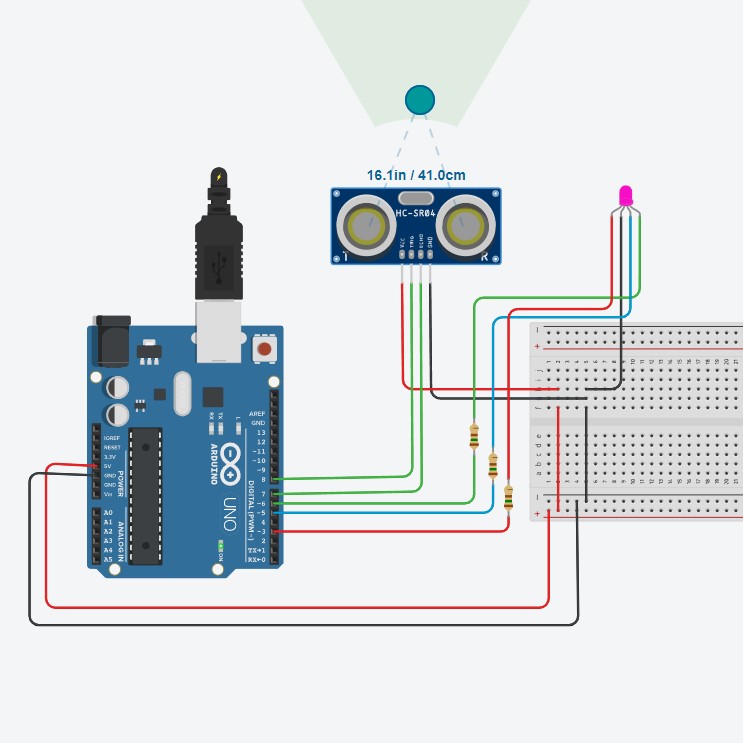 16.1in / 41.0cm
HC-SR04
VCC
TRIG
ECHO
GND
T
R
AREF
GND
13
12
~11
~10
~9
8
7
~6
~5
4
~3
2
TX→1
RX←0
DIGITAL (PWM~)
IOREF
RESET
3.3V
5V
GND
GND
Vin
POWER
A0
A1
A2
A3
A4
A5
ANALOG IN
RX
TX
L
ARDUINO
UNO
ON